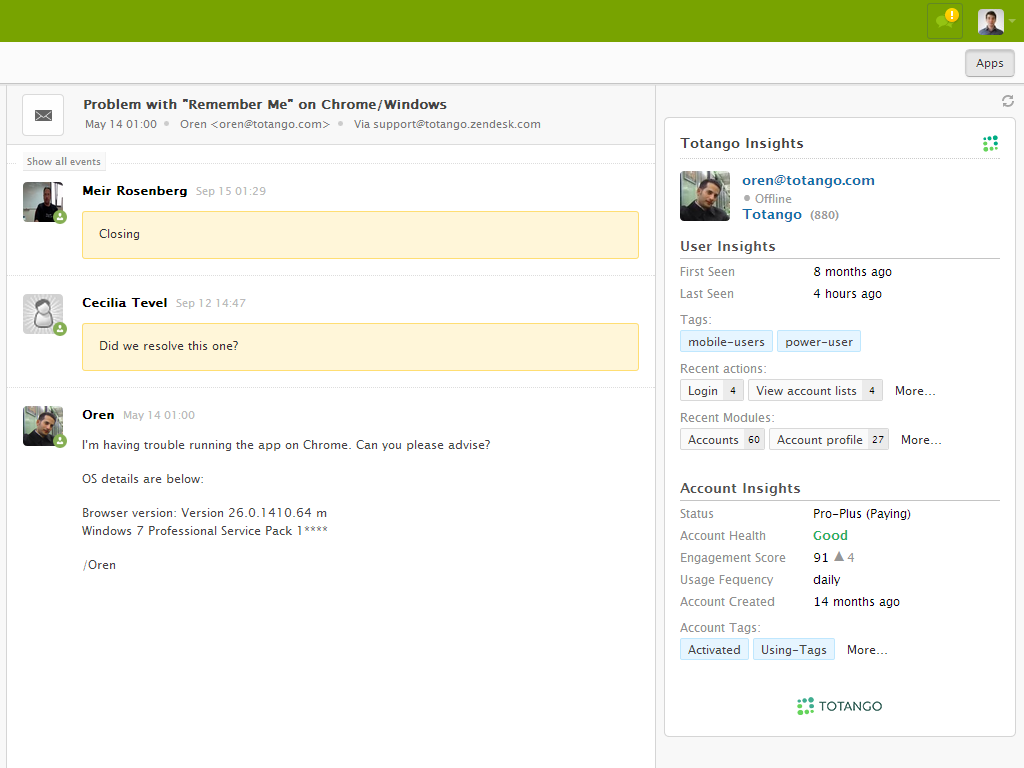 Apps
Problem with "Remember Me" on Chrome/Windows
May 14 01:00 Oren <oren@totango.com> Via support@totango.zendesk.com
Show all events
Meir Rosenberg Sep 15 01:29
Closing
Cecilia Tevel Sep 12 14:47
Did we resolve this one?
Oren May 14 01:00
I'm having trouble running the app on Chrome. Can you please advise?
OS details are below:
Browser version: Version 26.0.1410.64 m
Windows 7 Professional Service Pack 1****
/Oren
Totango Insights
oren@totango.com
Offline
Totango (880)
User Insights
First Seen 8 months ago
Last Seen 4 hours ago
Tags:
mobile-users power-user
Recent actions:
Login 4 View account lists 4 More...
Recent Modules:
Accounts 60 Account profile 27 More...
Account Insights
Status Pro-Plus (Paying)
Account Health Good
Engagement Score 91 ▲ 4
Usage Fequency daily
Account Created 14 months ago
Account Tags:
Activated Using-Tags More...
TOTANGO